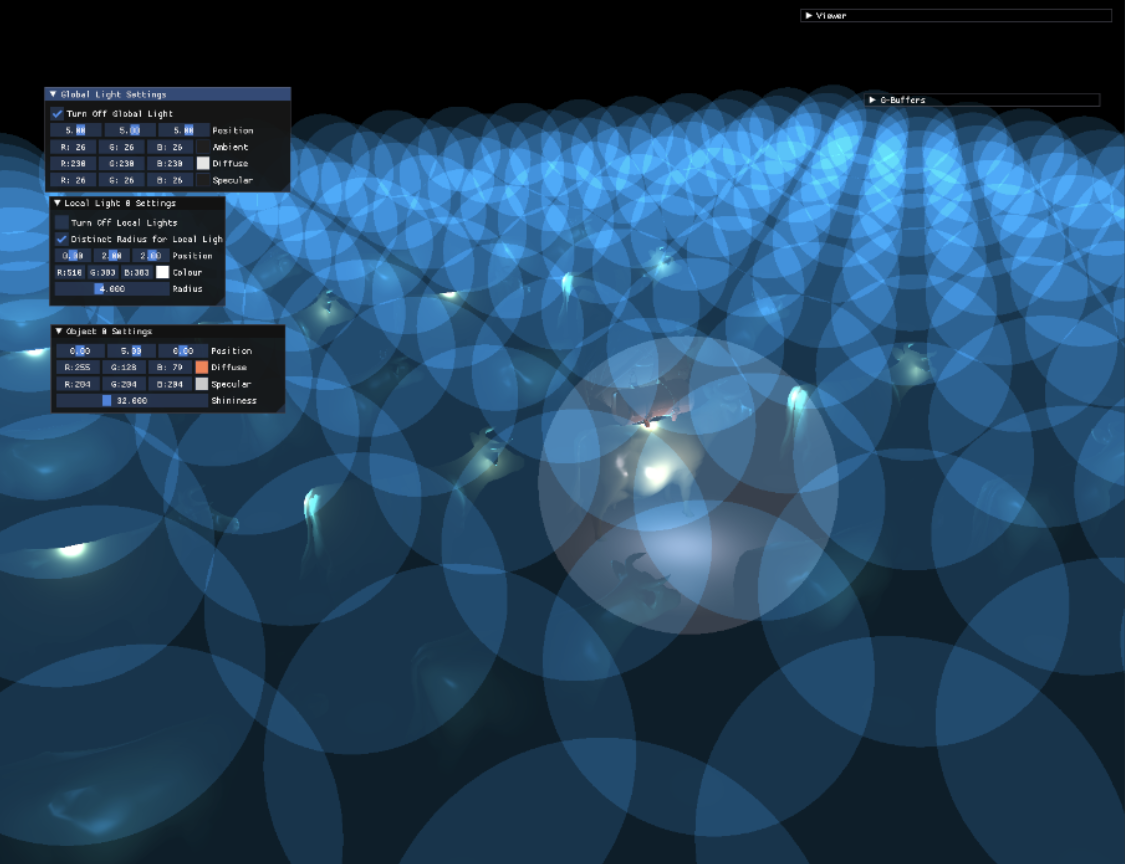 Viewer
G-Buffers
Global Light Settings
Turn Off Global Light
5.00 5.00 5.00 Position
R: 26 G: 26 B: 26 Ambient
R:230 G:230 B:230 Diffuse
R: 26 G: 26 B: 26 Specular
Local Light 0 Settings
Turn Off Local Lights
Distinct Radius for Local Ligh
0.00 2.00 2.00 Position
R:510 G:303 B:303 Colour
4.000 Radius
Object 0 Settings
0.00 5.00 0.00 Position
R:255 G:128 B: 79 Diffuse
R:204 G:204 B:204 Specular
32.000 Shininess